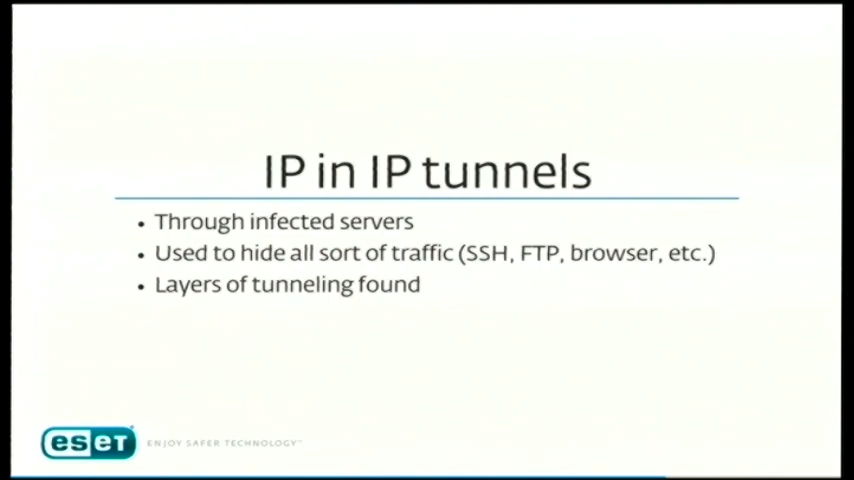 IP in IP tunnels
• Through infected servers
• Used to hide all sort of traffic (SSH, FTP, browser, etc.)
• Layers of tunneling found
eseT ENJOY SAFER TECHNOLOGY™